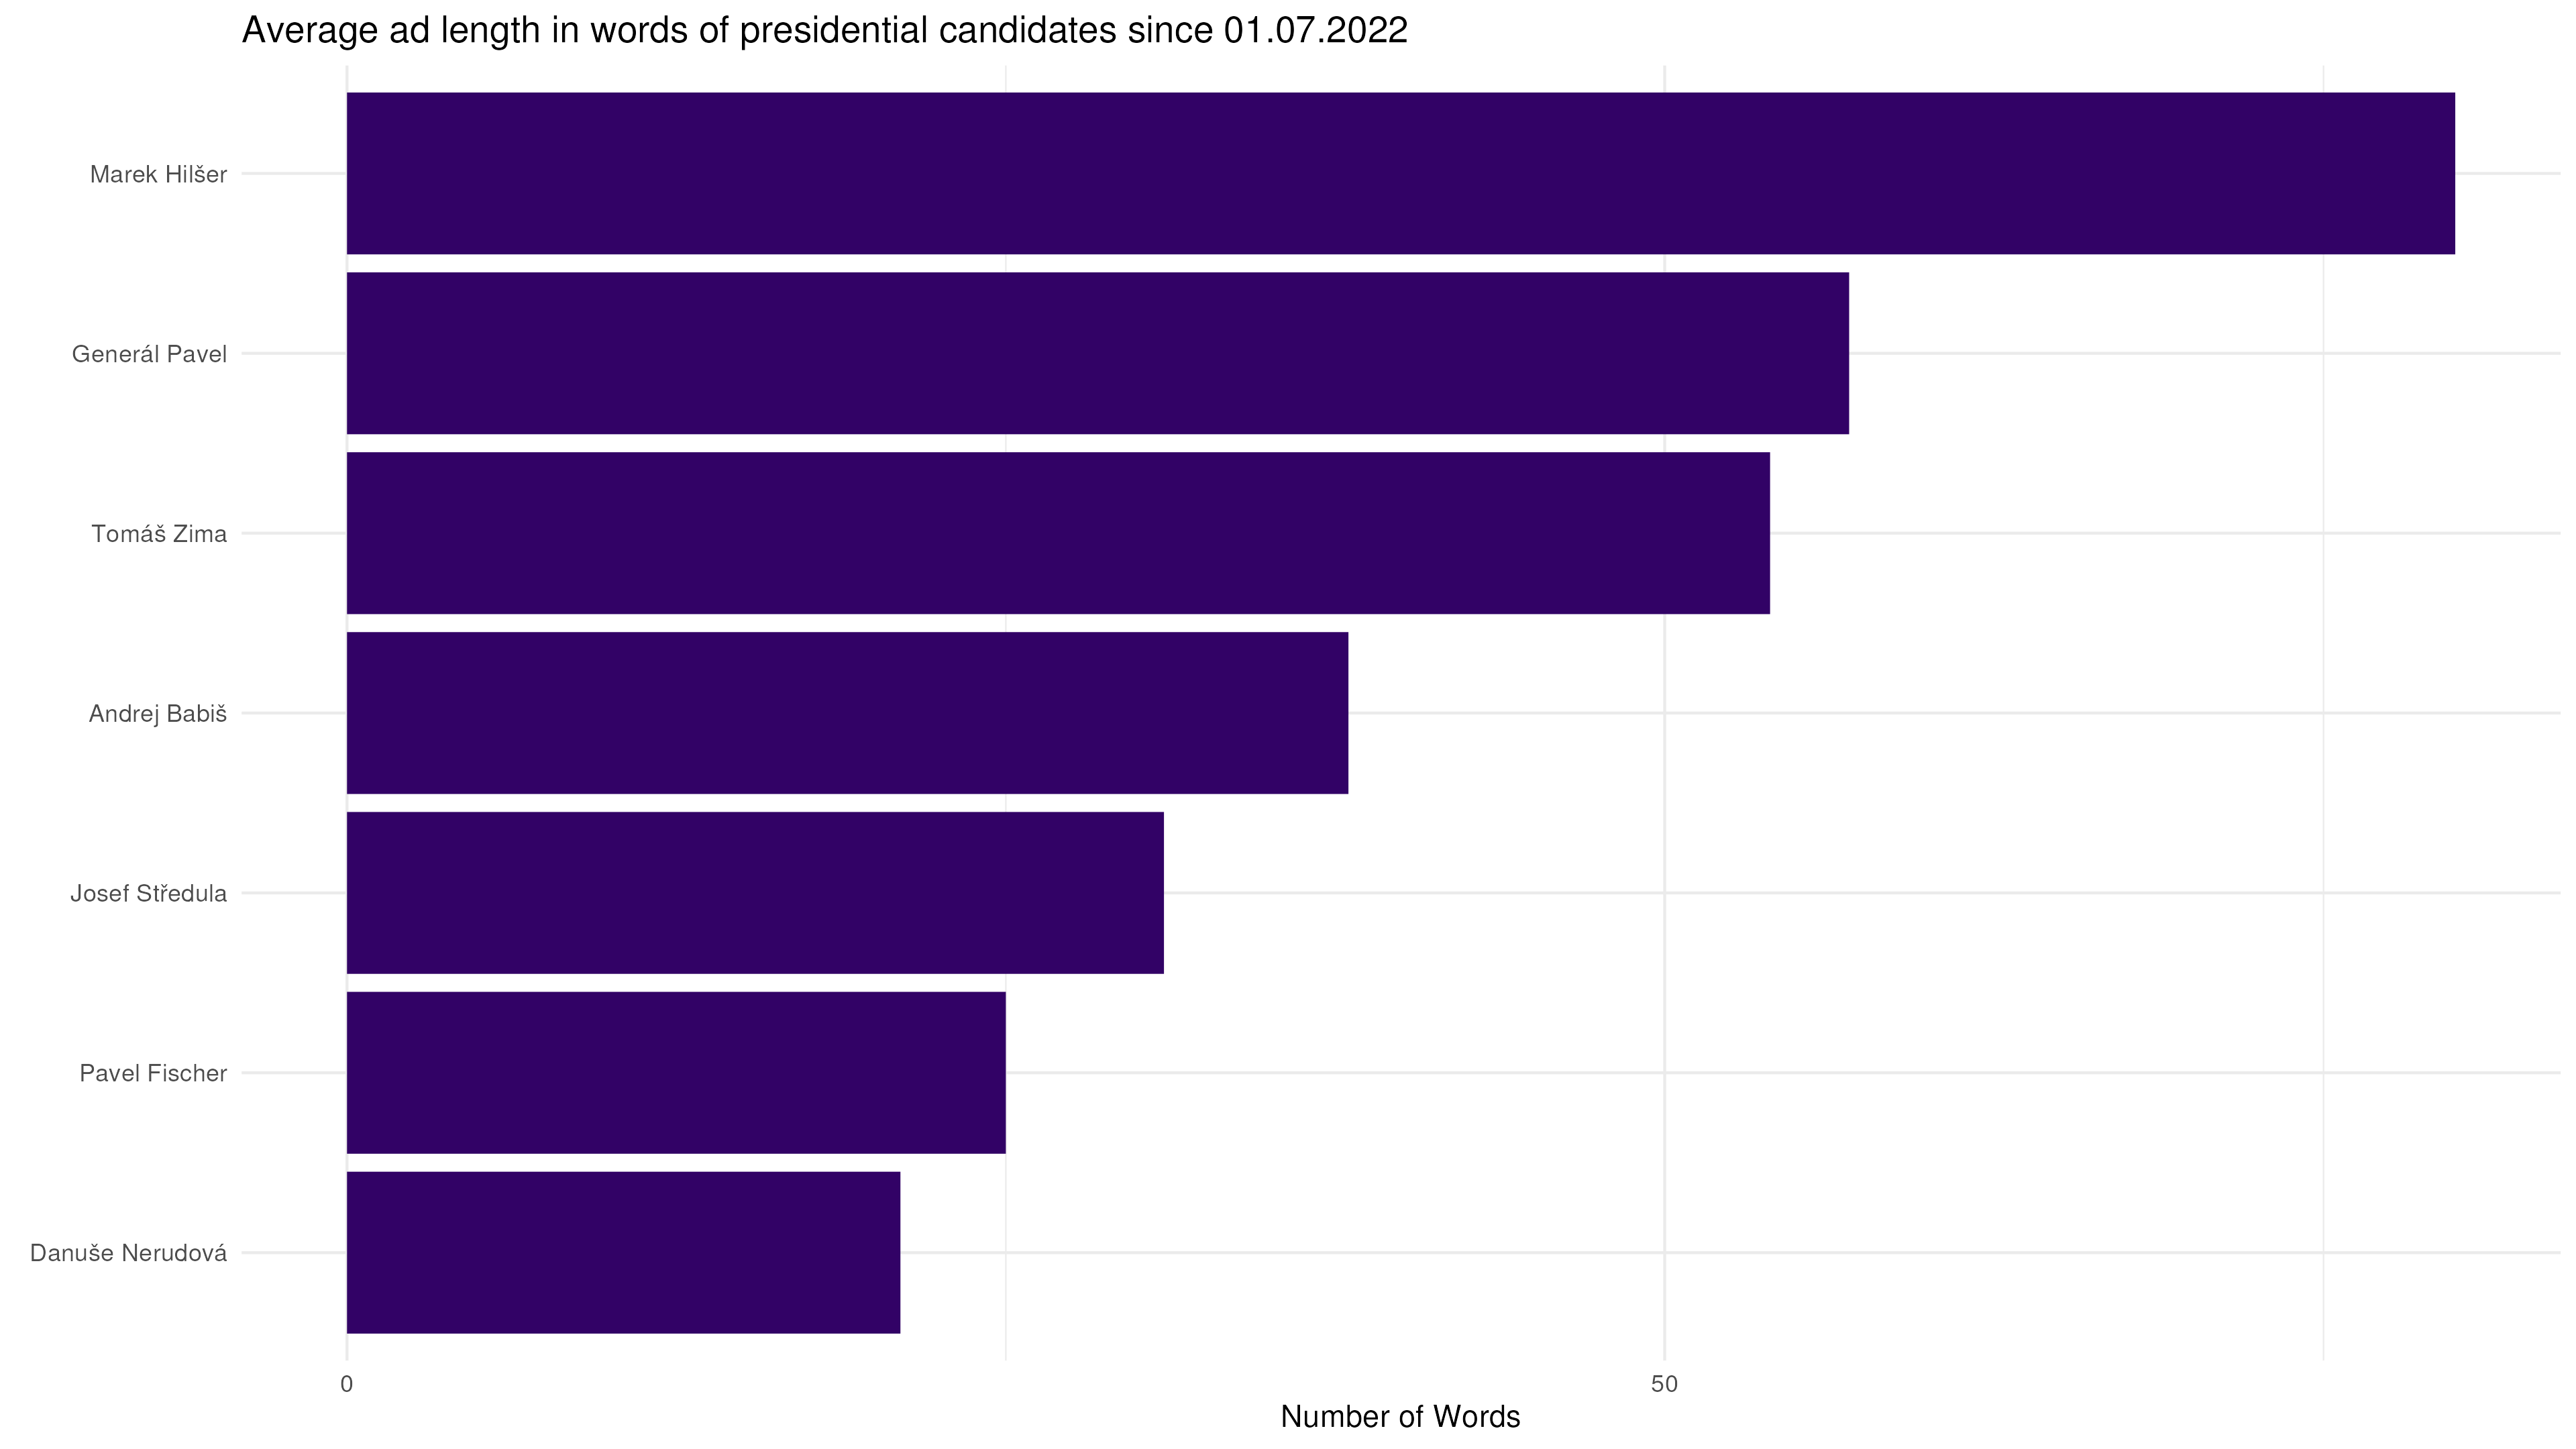 Average ad length in words of presidential candidates since 01.07.2022
Marek Hilšer
Generál Pavel
Tomáš Zima
Andrej Babiš
Josef Středula
Pavel Fischer
Danuše Nerudová
0
50
Number of Words